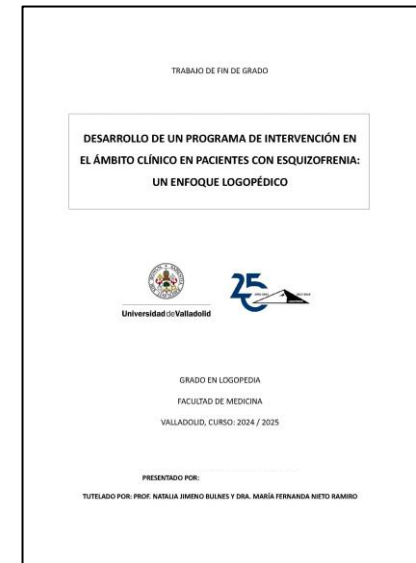 TRABAJO DE FIN DE GRADO
DESARROLLO DE UN PROGRAMA DE INTERVENCIÓN EN
EL ÁMBITO CLÍNICO EN PACIENTES CON ESQUIZOFRENIA:
UN ENFOQUE LOGOPÉDICO
Universidad de Valladolid
25
GRADO EN LOGOPEDIA
FACULTAD DE MEDICINA
VALLADOLID, CURSO: 2024 / 2025
PRESENTADO POR:
TUTELADO POR: PROF. NATALIA JIMENO BULNES Y DRA. MARÍA FERNANDA NIETO RAMIRO